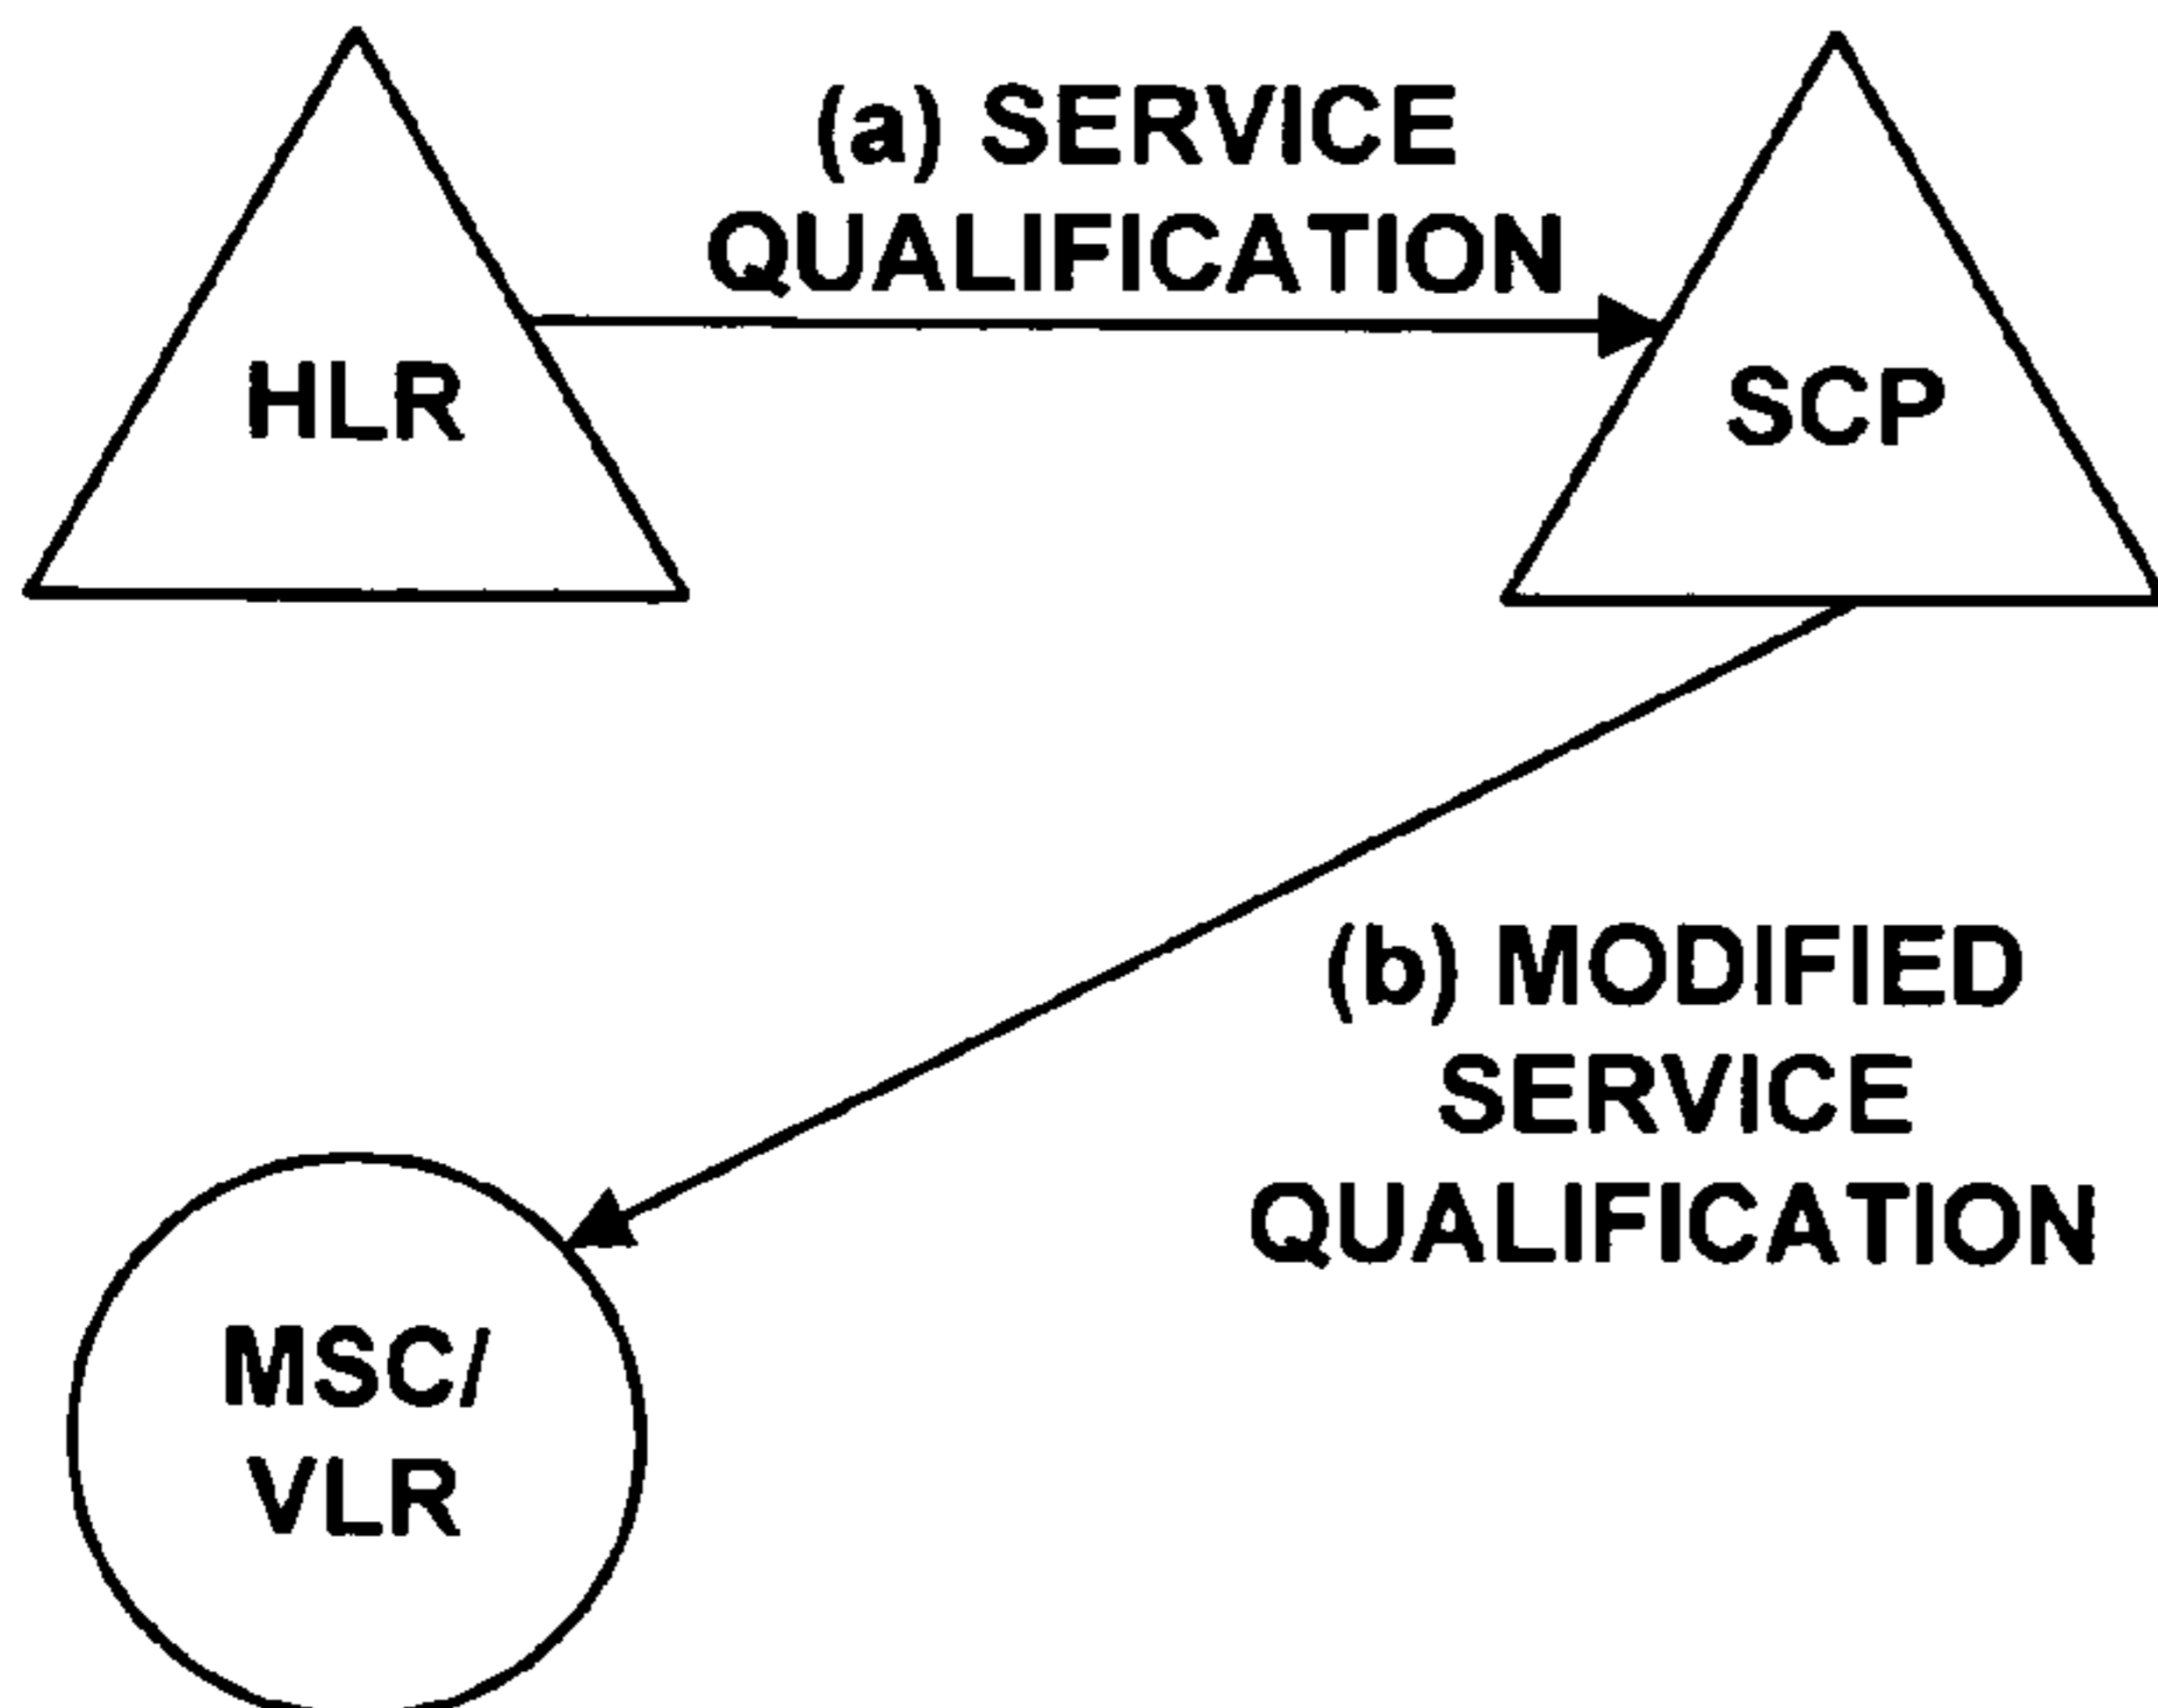 (a) SERVICE
QUALIFICATION
HLR
SCP
(b) MODIFIED
SERVICE
QUALIFICATION
MSC/
VLR